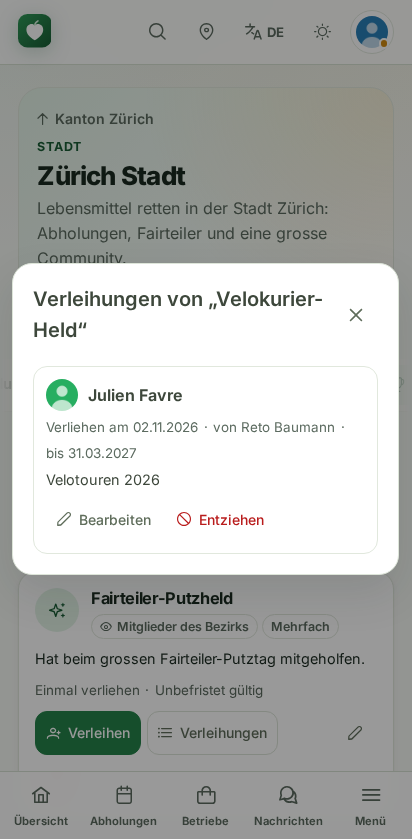 DE
Kanton Zürich
STADT
Zürich Stadt
Lebensmittel retten in der Stadt Zürich:
Abholungen, Fairteiler und eine grosse
Community.
Verleihungen von „Velokurier-
Held“
Julien Favre
Verliehen am 02.11.2026 · von Reto Baumann ·
bis 31.03.2027
Velotouren 2026
Bearbeiten Entziehen
Fairteiler-Putzheld
Mitglieder des Bezirks Mehrfach
Hat beim grossen Fairteiler-Putztag mitgeholfen.
Einmal verliehen · Unbefristet gültig
Verleihen Verleihungen
Übersicht Abholungen Betriebe Nachrichten Menü